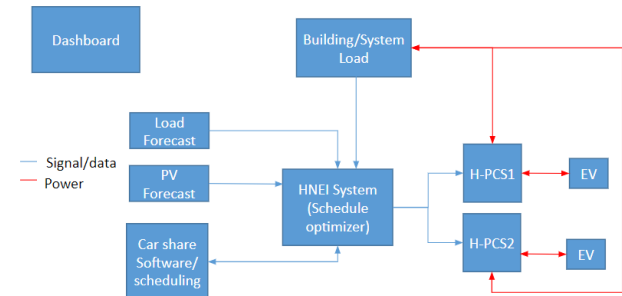 Dashboard
Building/System
Load
Load
Forecast
Signal/data
Power
PV
Forecast
HNEI System
(Schedule
optimizer)
H-PCS1
EV
Car share
Software/
scheduling
H-PCS2
EV